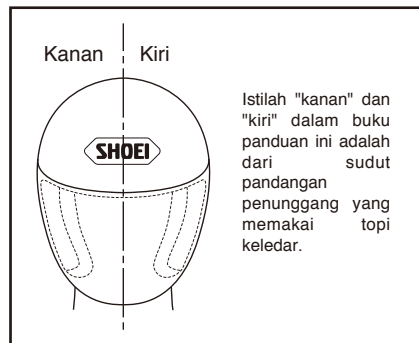 Kanan Kiri
SHOEI
Istilah "kanan" dan
"kiri" dalam buku
panduan ini adalah
dari sudut
pandangan
penunggang yang
memakai topi
keledar.